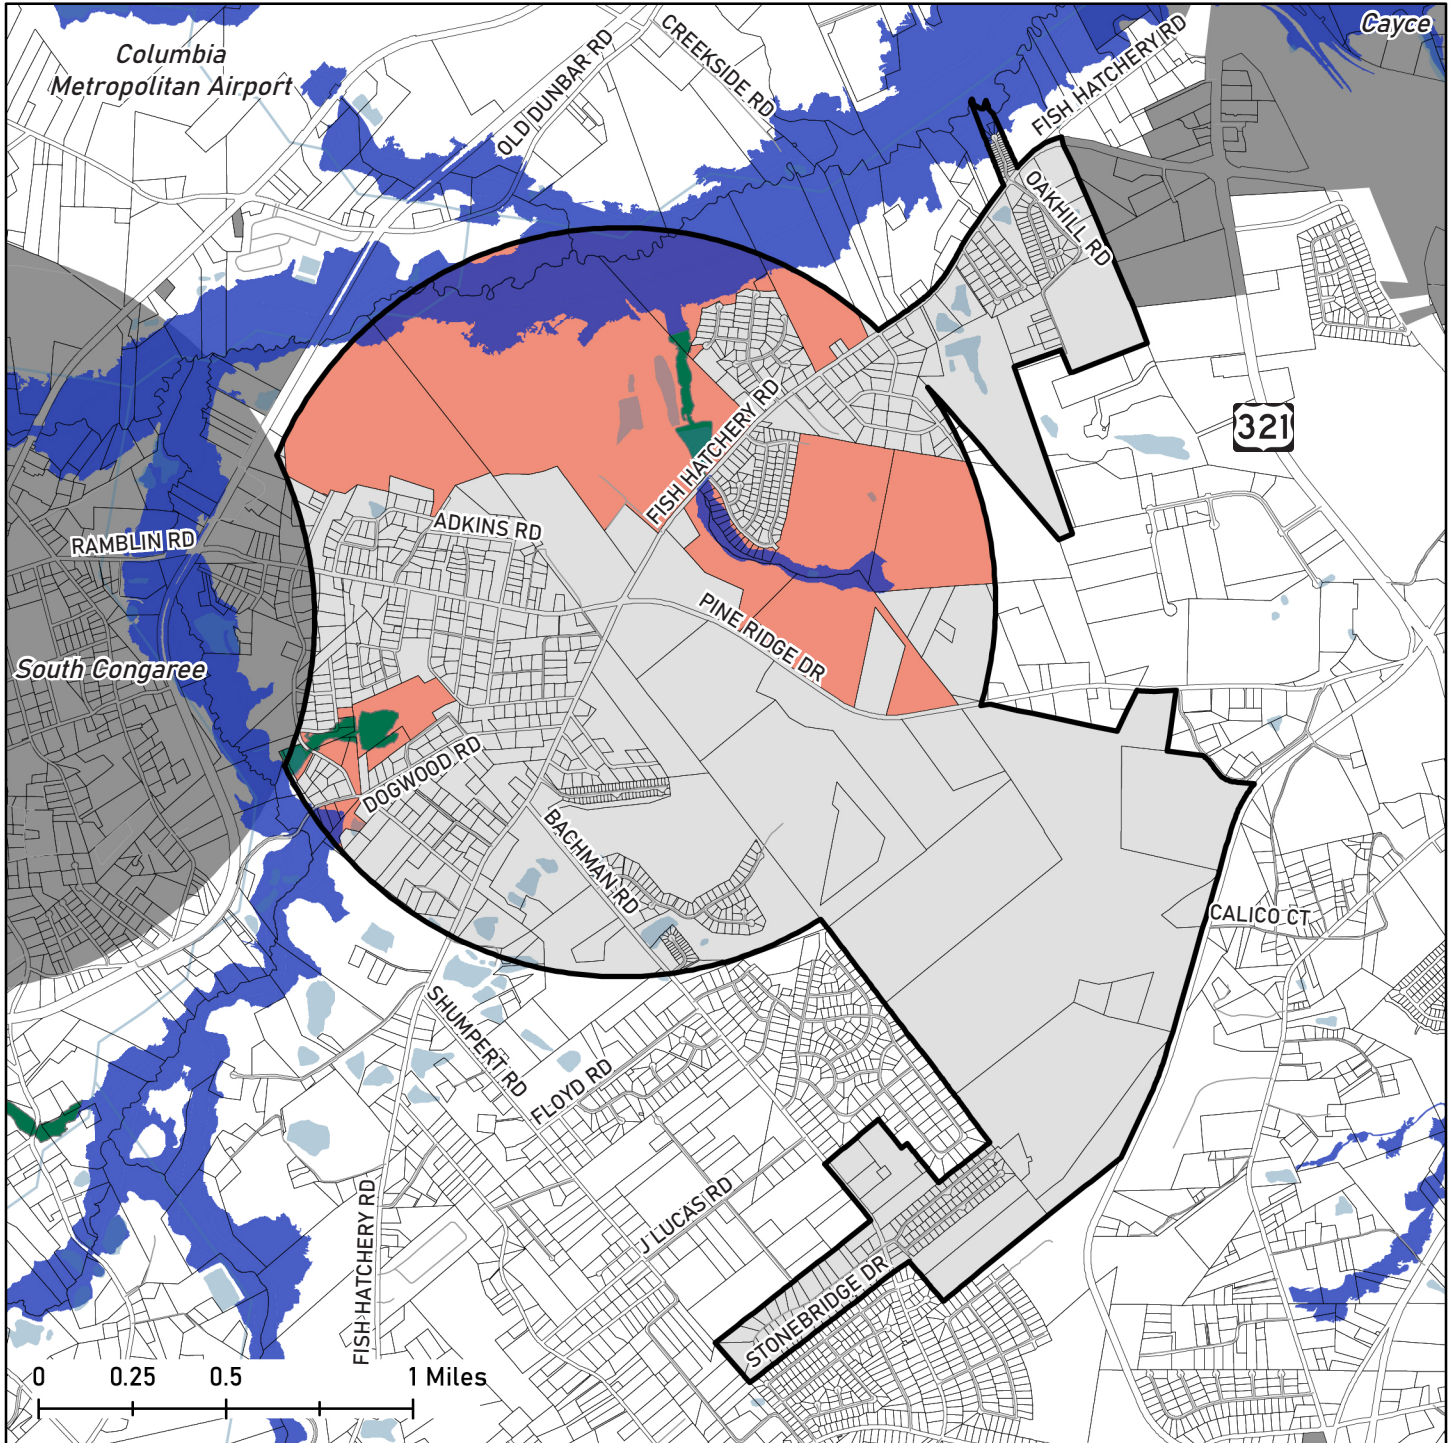 Cayce
Columbia
Metropolitan Airport
OLD DUNBAR RD
CREEKSIDE RD
FISH HATCHERY RD
OAKHILL RD
321
FISH HATCHERY RD
ADKINS RD
RAMBLIN RD
PINE RIDGE DR
South Congaree
DOGWOOD RD
BACHMAN RD
CALICO CT
SHUMPERT RD
FLOYD RD
J LUCAS RD
FISH HATCHERY RD
STONEBRIDGE DR
0 0.25 0.5 1 Miles